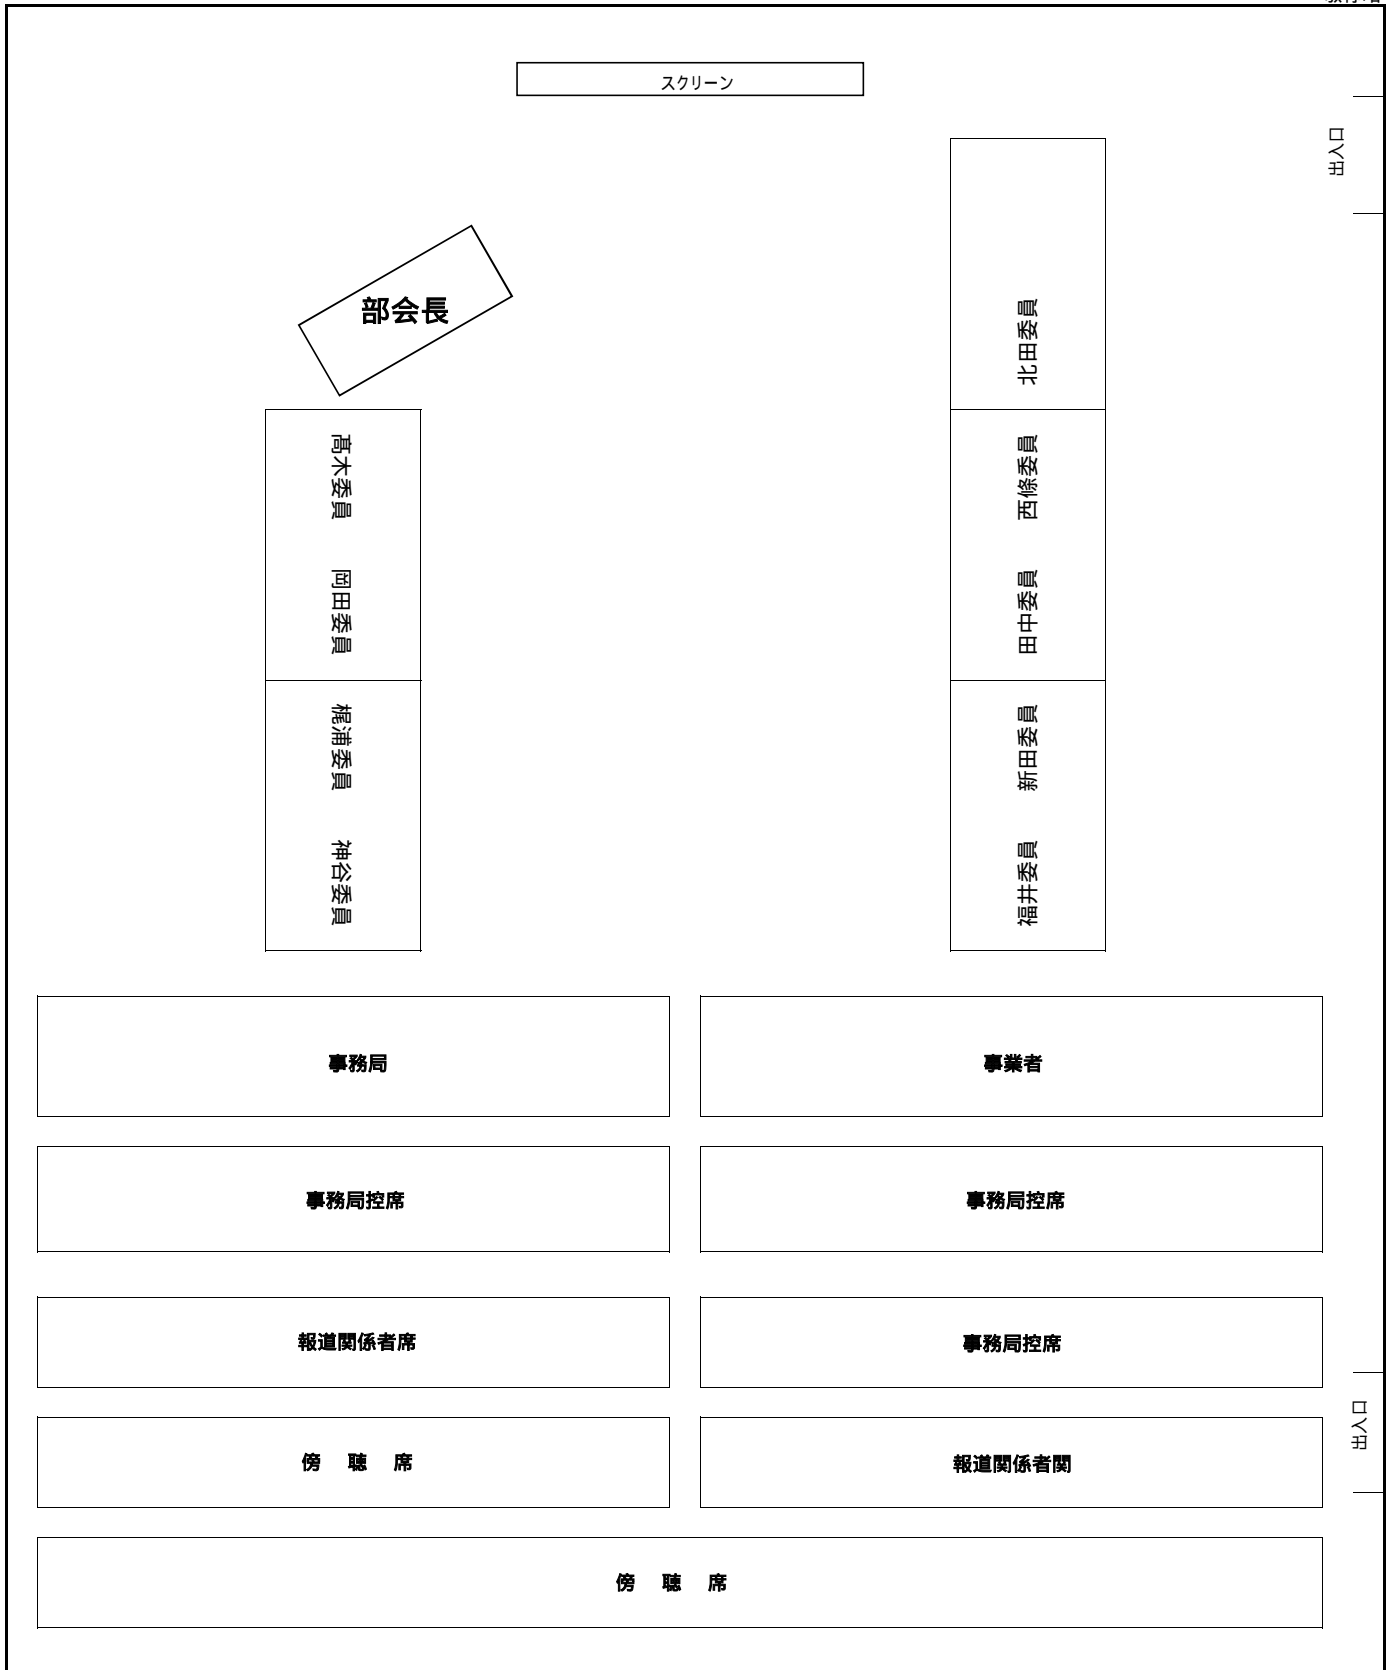 スクリーン
出入口
部会長
北田委員
髙木委員
西條委員
岡田委員
田中委員
梶浦委員
新田委員
神谷委員
福井委員
事務局
事業者
事務局控席
事務局控席
報道関係者席
事務局控席
出入口
傍 聴 席
報道関係者関
傍 聴 席